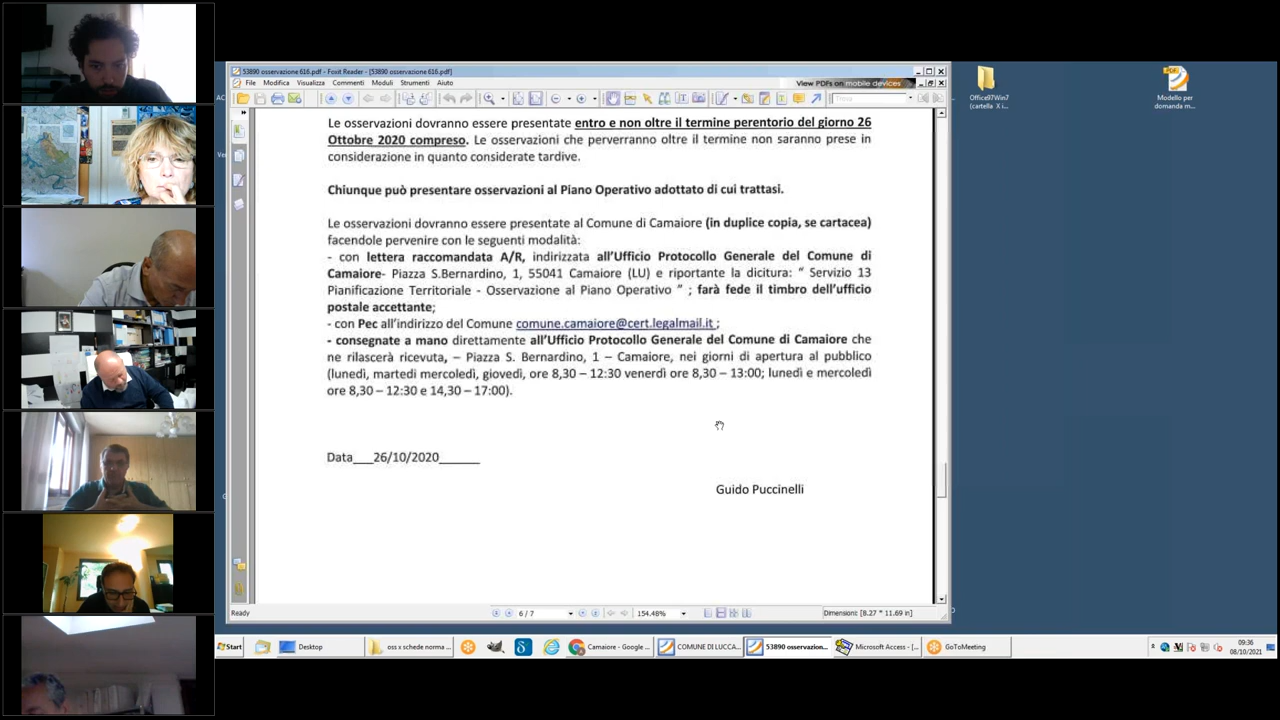 53890 osservazione 616.pdf - Foxit Reader - [53890 osservazione 616.pdf]
File Modifica Visualizza Commenti Moduli Strumenti Aiuto
View PDFs on mobile devices
Le osservazioni dovranno essere presentate entro e non oltre il termine perentorio del giorno 26
Ottobre 2020 compreso. Le osservazioni che perverranno oltre il termine non saranno prese in
considerazione in quanto considerate tardive.
Chiunque può presentare osservazioni al Piano Operativo adottato di cui trattasi.
Le osservazioni dovranno essere presentate al Comune di Camaiore (in duplice copia, se cartacea)
facendole pervenire con le seguenti modalità:
- con lettera raccomandata A/R, indirizzata all'Ufficio Protocollo Generale del Comune di
Camaiore- Piazza S.Bernardino, 1, 55041 Camaiore (LU) e riportante la dicitura: " Servizio 13
Pianificazione Territoriale - Osservazione al Piano Operativo " ; farà fede il timbro dell'ufficio
postale accettante;
- con Pec all'indirizzo del Comune comune.camaiore@cert.legalmail.it ;
- consegnate a mano direttamente all'Ufficio Protocollo Generale del Comune di Camaiore che
ne rilascerà ricevuta, – Piazza S. Bernardino, 1 – Camaiore, nei giorni di apertura al pubblico
(lunedì, martedi mercoledì, giovedì, ore 8,30 – 12:30 venerdì ore 8,30 – 13:00; lunedì e mercoledì
ore 8,30 – 12:30 e 14,30 – 17:00).
Data___26/10/2020______
Guido Puccinelli
Ready
6 / 7
154.48%
Dimensioni: [8.27 * 11.69 in]
Office97Win7
(cartella X i...
Modello per
domanda m...
Start
Desktop
oss x schede norma ...
Camaiore - Google ...
COMUNE DI LUCCA...
53890 osservazion...
Microsoft Access - [...
GoToMeeting
09:36
08/10/2021